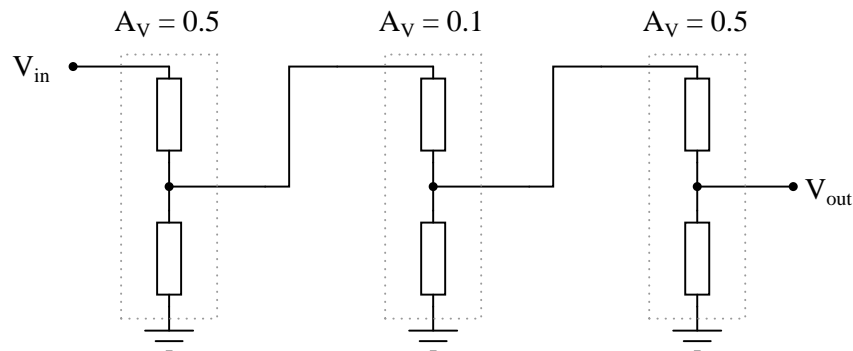 A_V = 0.5
A_V = 0.1
A_V = 0.5
V_in
V_out